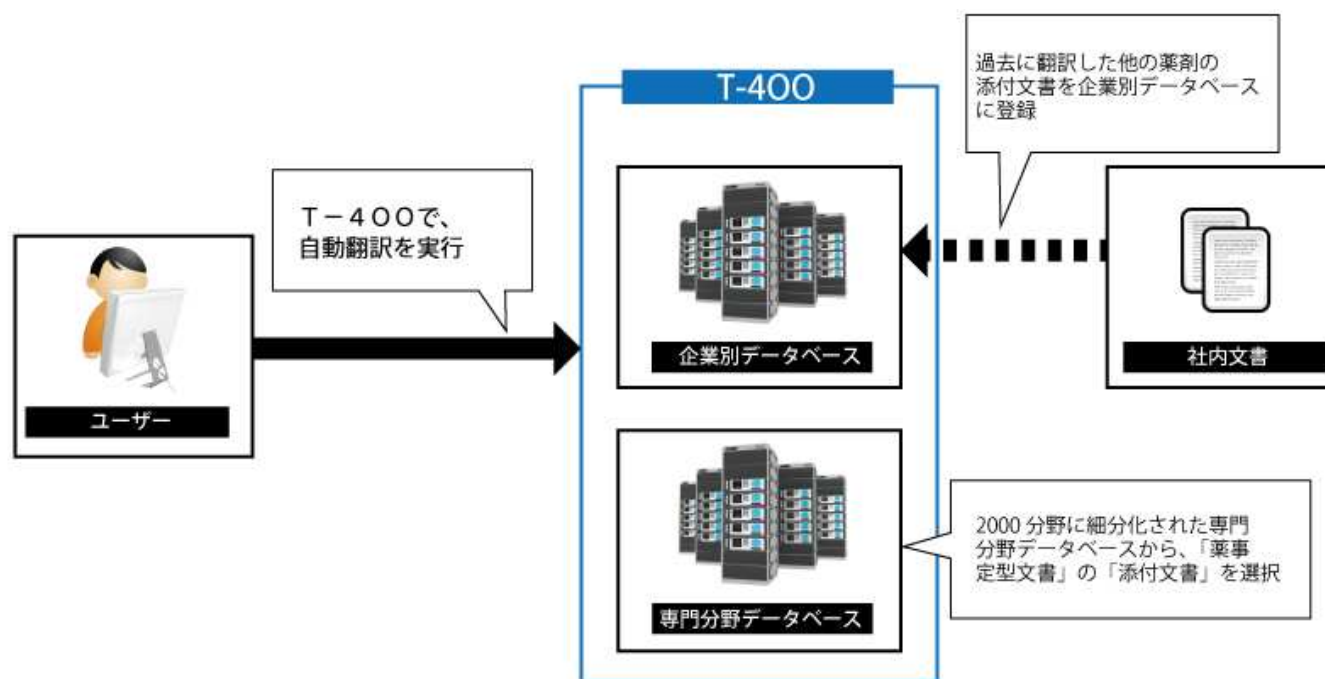 T-400
過去に翻訳した他の薬剤の
添付文書を企業別データベース
に登録
T－４００で、
自動翻訳を実行
ユーザー
企業別データベース
社内文書
2000 分野に細分化された専門
分野データベースから、「薬事
定型文書」の「添付文書」を選択
専門分野データベース